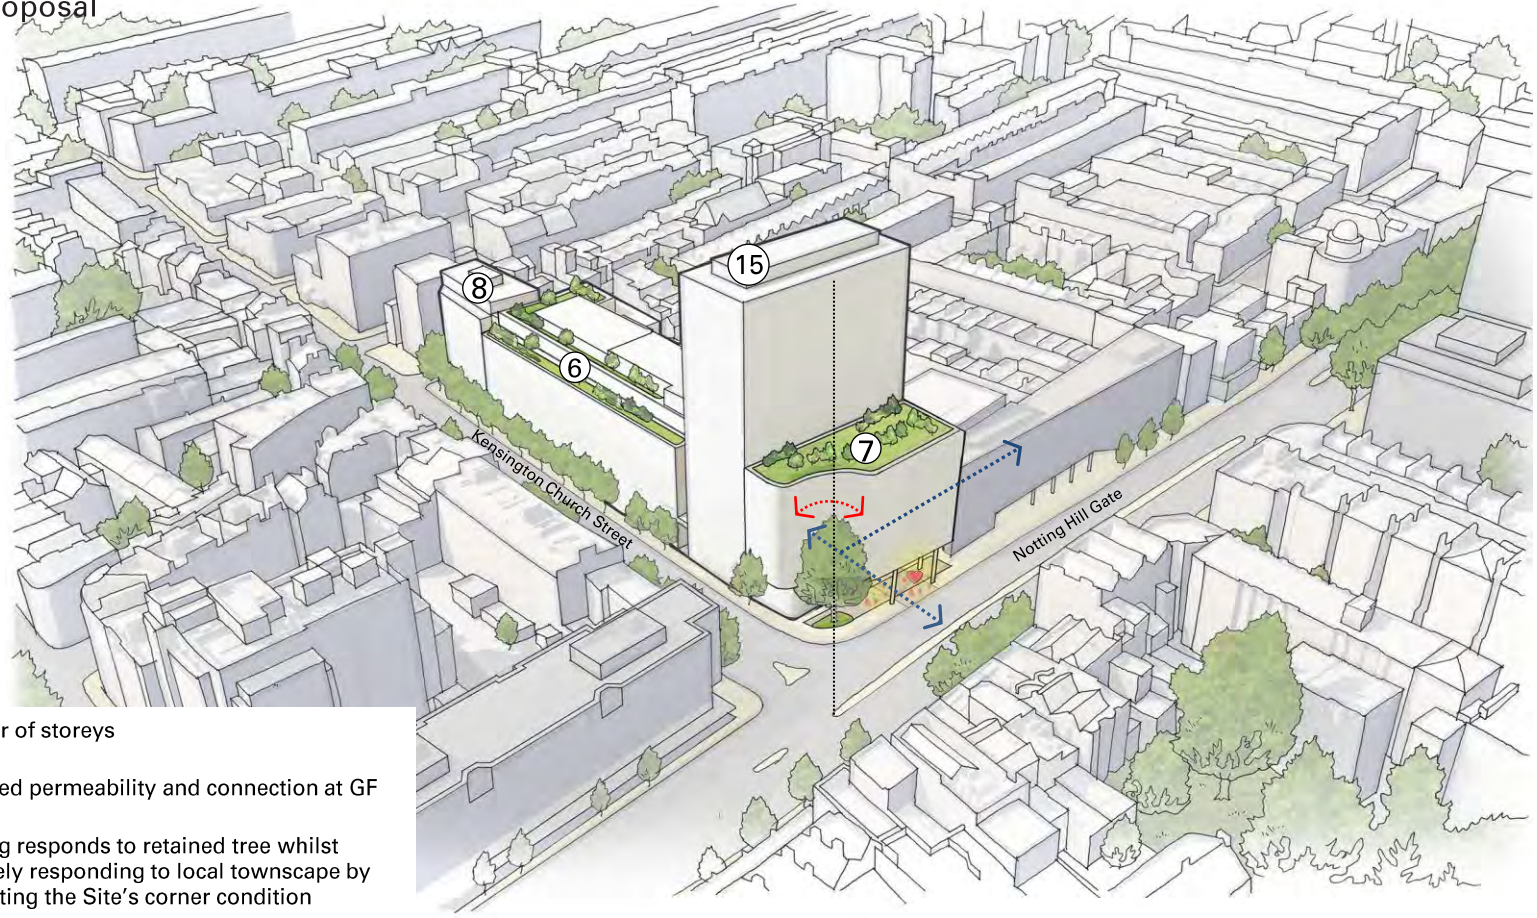 oposal
15
8
6
7
Kensington Church Street
Notting Hill Gate
r of storeys
ed permeability and connection at GF
g responds to retained tree whilst
ely responding to local townscape by
ting the Site's corner condition